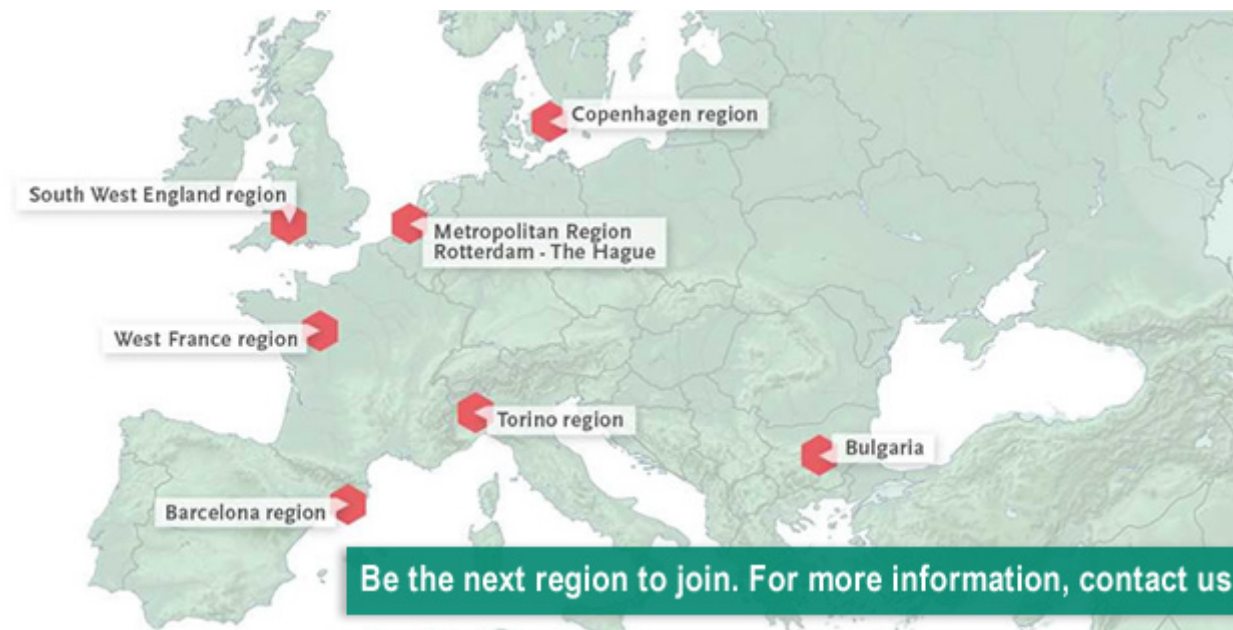 Copenhagen region
South West England region
Metropolitan Region
Rotterdam - The Hague
West France region
Torino region
Bulgaria
Barcelona region
Be the next region to join. For more information, contact us